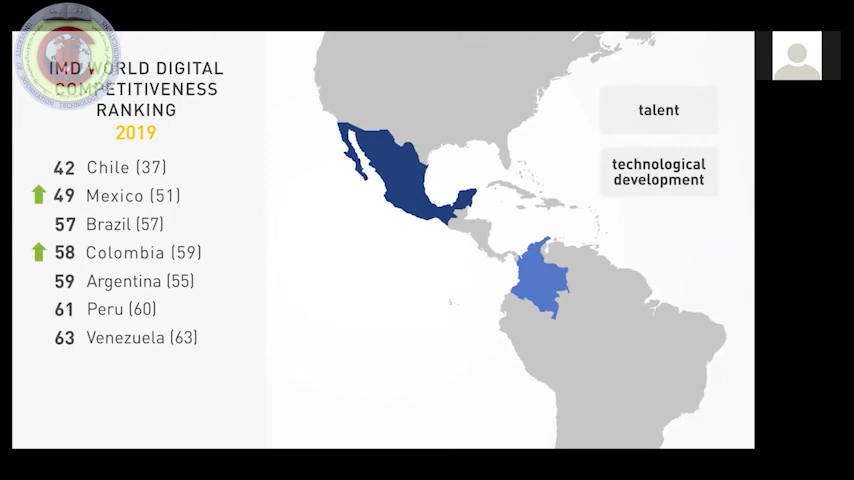 IMD WORLD DIGITAL
COMPETITIVENESS
RANKING
2019
42 Chile (37)
49 Mexico (51)
57 Brazil (57)
58 Colombia (59)
59 Argentina (55)
61 Peru (60)
63 Venezuela (63)
talent
technological
development